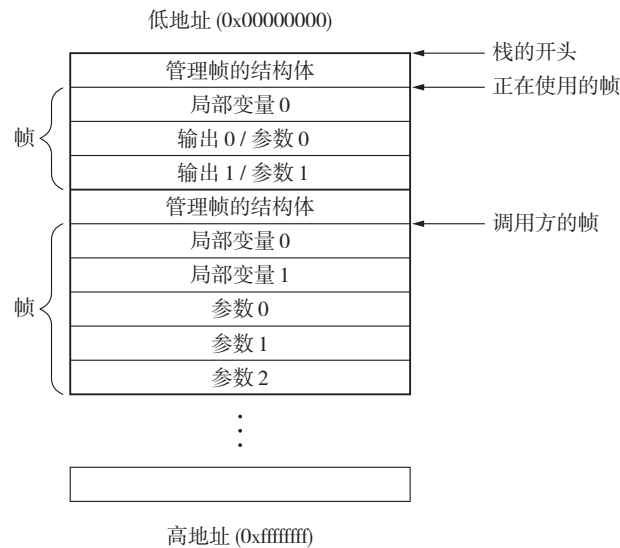 低地址 (0x00000000)
栈的开头
管理帧的结构体
正在使用的帧
局部变量 0
帧
输出 0 / 参数 0
输出 1 / 参数 1
管理帧的结构体
调用方的帧
局部变量 0
局部变量 1
帧
参数 0
参数 1
参数 2
高地址 (0xffffffff)